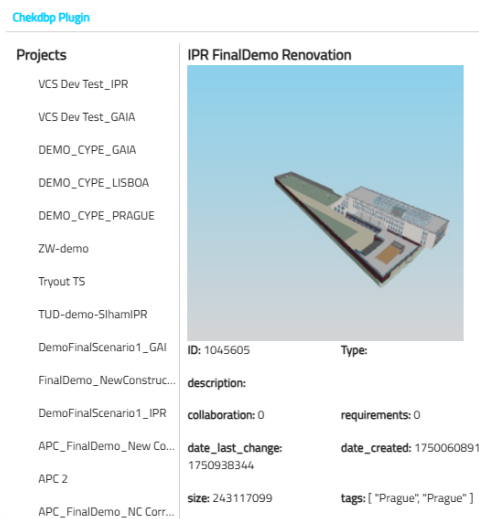 Chekdbp Plugin
Projects
VCS Dev Test_IPR
VCS Dev Test_GAIA
DEMO_CYPE_GAIA
DEMO_CYPE_LISBOA
DEMO_CYPE_PRAGUE
ZW-demo
Tryout TS
TUD-demo-SIhamIPR
DemoFinalScenario1_GAI
FinalDemo_NewConstruc...
DemoFinalScenario1_IPR
APC_FinalDemo_New Co...
APC 2
APC_FinalDemo_NC Corr...
IPR FinalDemo Renovation
ID: 1045605 Type:
description:
collaboration: 0 requirements: 0
date_last_change: date_created: 1750060891
1750938344
size: 243117099 tags: [ "Prague", "Prague" ]